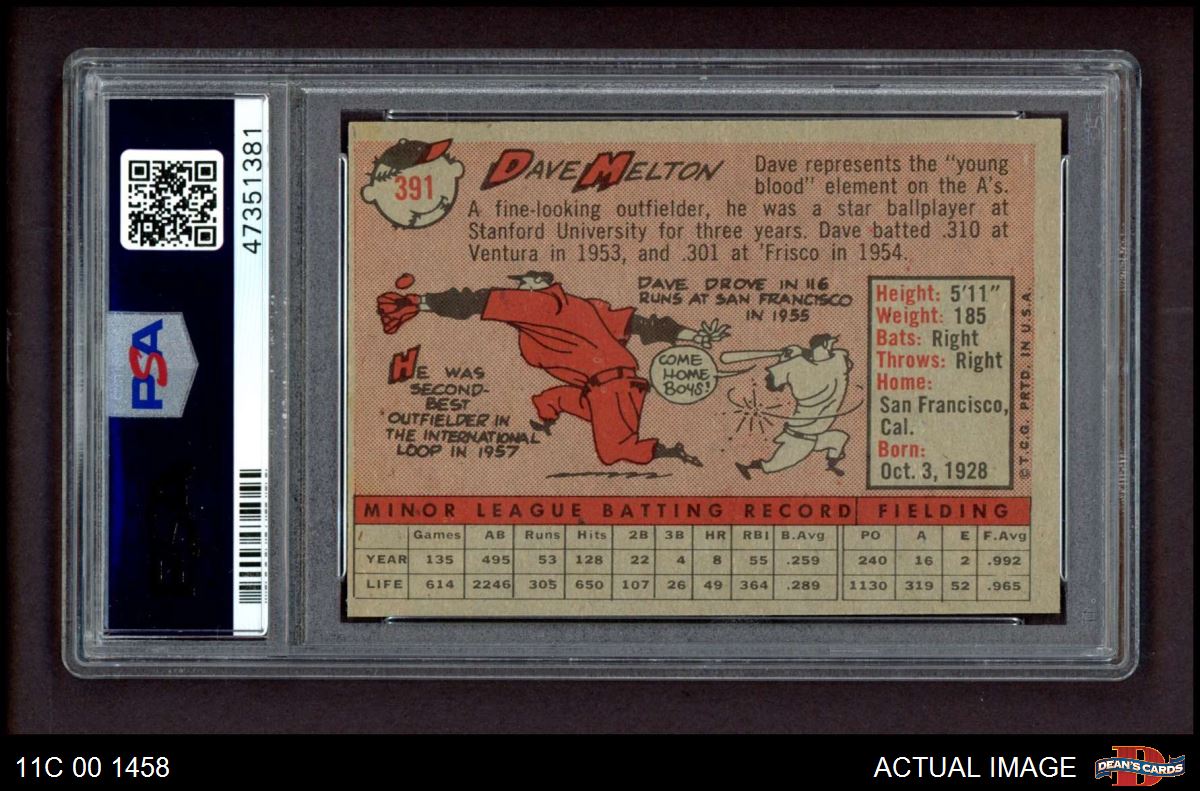 47351381
PSA
391
DAVE MELTON
Dave represents the "young
blood" element on the A's.
A fine-looking outfielder, he was a star ballplayer at
Stanford University for three years. Dave batted .310 at
Ventura in 1953, and .301 at 'Frisco in 1954.
DAVE DROVE IN 116
RUNS AT SAN FRANCISCO
IN 1955
HE WAS
SECOND-
BEST
OUTFIELDER IN
THE INTERNATIONAL
LOOP IN 1957
COME
HOME
BOYS!
Height: 5'11"
Weight: 185
Bats: Right
Throws: Right
Home:
San Francisco,
Cal.
Born:
Oct. 3, 1928
© T.C.G. PRTD. IN U.S.A.
MINOR LEAGUE BATTING RECORD FIELDING
Games AB Runs Hits 2B 3B HR RBI B.Avg PO A E F.Avg
YEAR 135 495 53 128 22 4 8 55 .259 240 16 2 .992
LIFE 614 2246 305 650 107 26 49 364 .289 1130 319 52 .965
11C 00 1458
ACTUAL IMAGE
DEAN'S CARDS